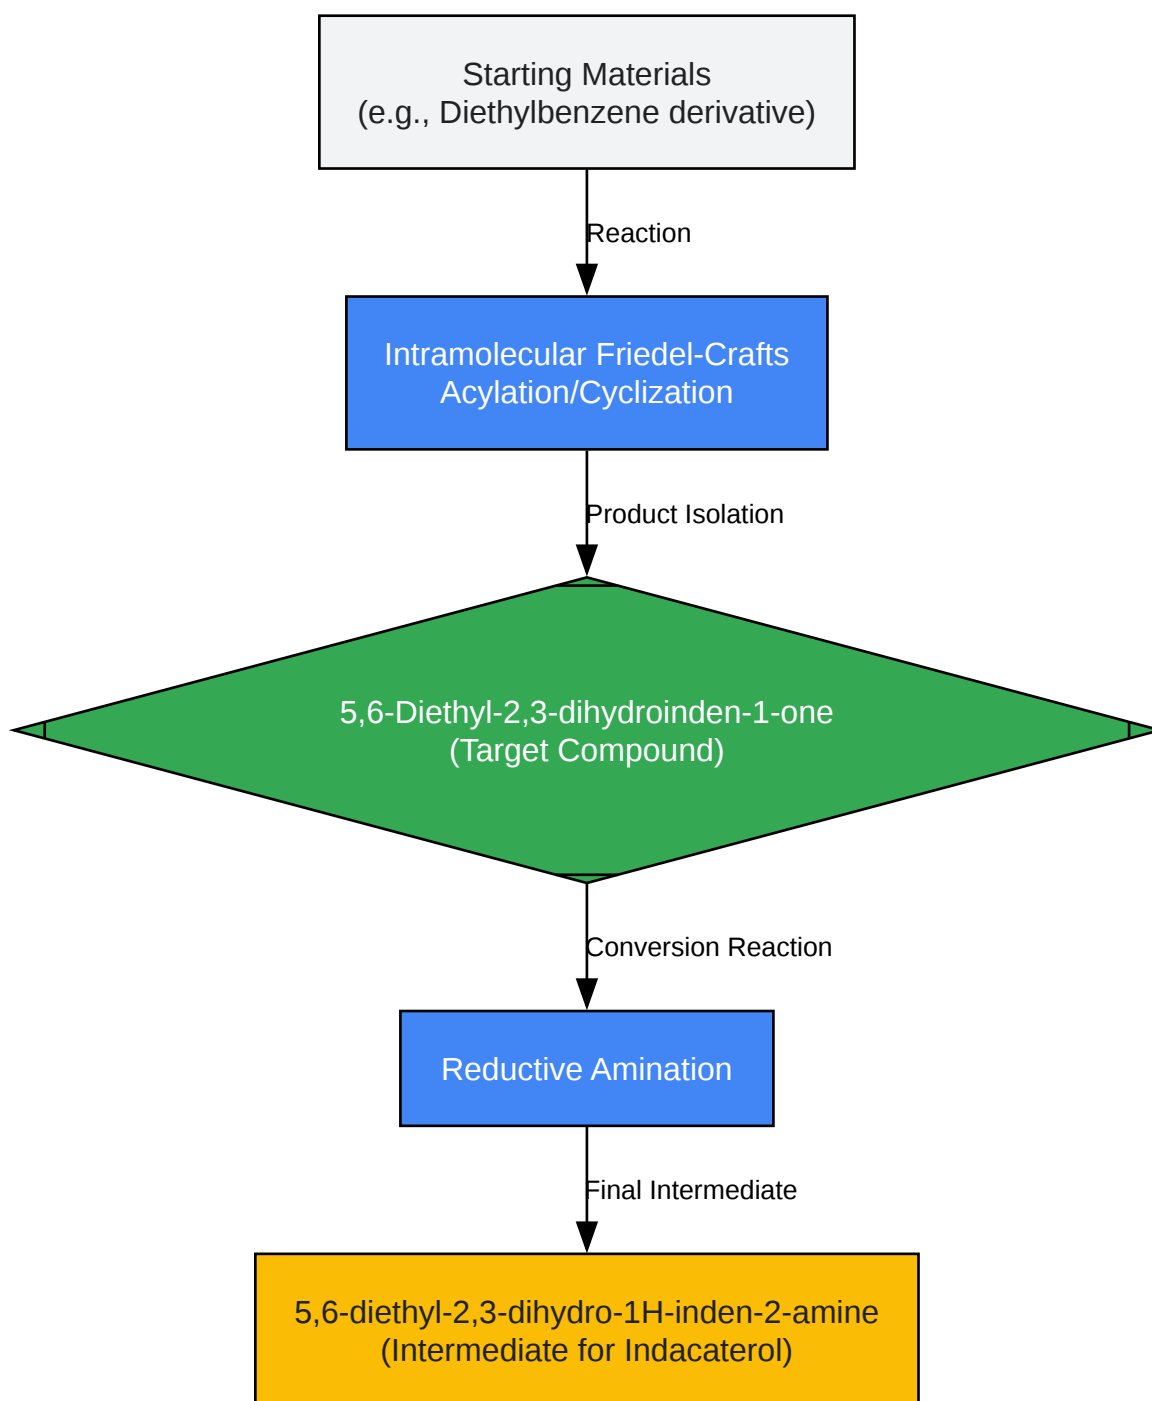 Starting Materials
(e.g., Diethylbenzene derivative)
Reaction
Intramolecular Friedel-Crafts
Acylation/Cyclization
Product Isolation
5,6-Diethyl-2,3-dihydroinden-1-one
(Target Compound)
Conversion Reaction
Reductive Amination
Final Intermediate
5,6-diethyl-2,3-dihydro-1H-inden-2-amine
(Intermediate for Indacaterol)